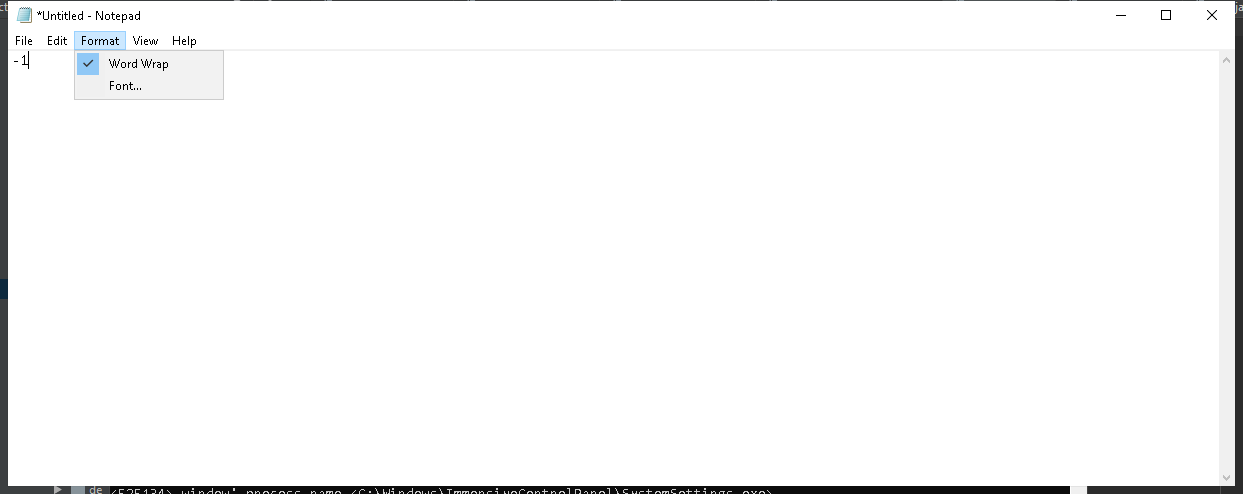 *Untitled - Notepad
File Edit Format View Help
-1
Word Wrap
Font...
de <525134> window' process name <C:\Windows\ImmersiveControlPanel\SystemSettings.exe>